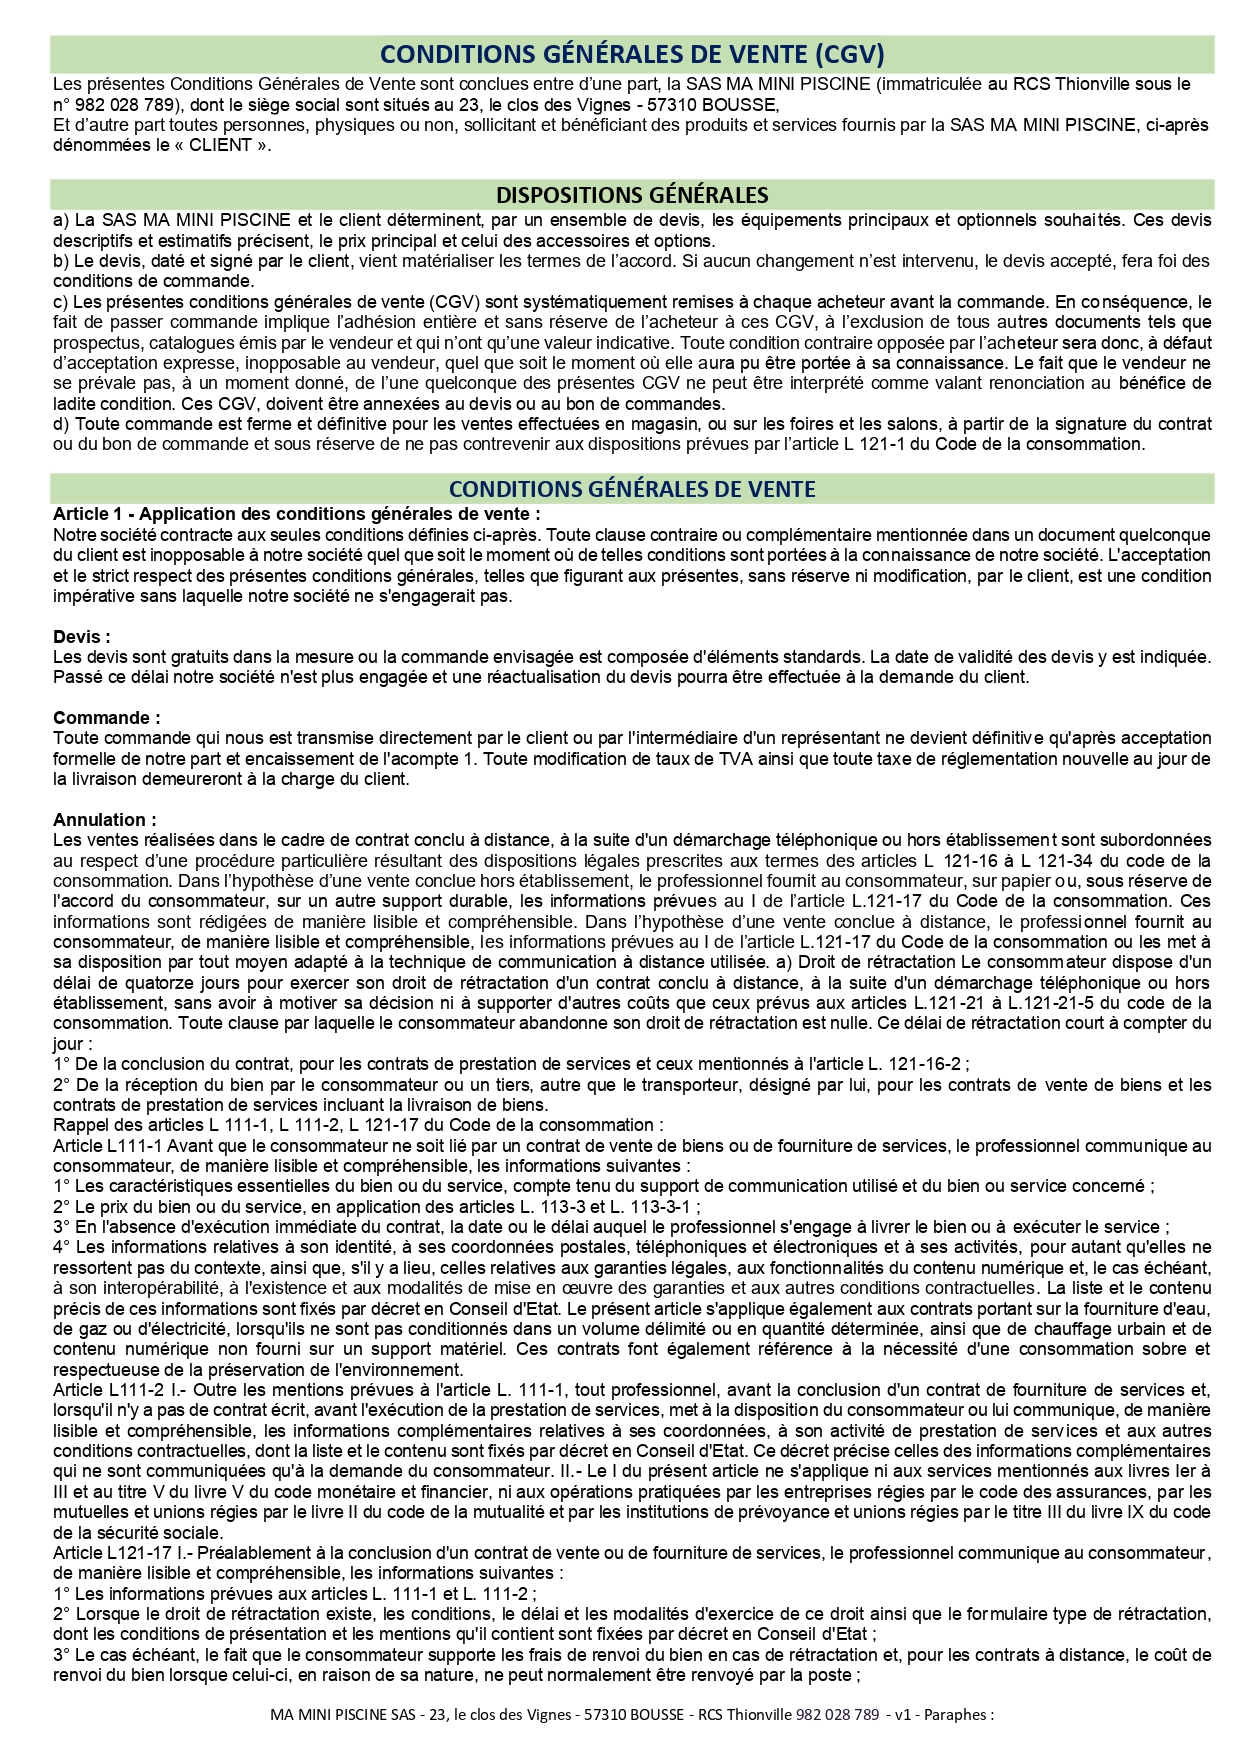 CONDITIONS GÉNÉRALES DE VENTE (CGV)
Les présentes Conditions Générales de Vente sont conclues entre d’une part, la SAS MA MINI PISCINE (immatriculée au RCS Thionville sous le
n° 982 028 789), dont le siège social sont situés au 23, le clos des Vignes - 57310 BOUSSE,
Et d’autre part toutes personnes, physiques ou non, sollicitant et bénéficiant des produits et services fournis par la SAS MA MINI PISCINE, ci-après
dénommées le « CLIENT ».
DISPOSITIONS GÉNÉRALES
a) La SAS MA MINI PISCINE et le client déterminent, par un ensemble de devis, les équipements principaux et optionnels souhaités. Ces devis
descriptifs et estimatifs précisent, le prix principal et celui des accessoires et options.
b) Le devis, daté et signé par le client, vient matérialiser les termes de l’accord. Si aucun changement n’est intervenu, le devis accepté, fera foi des
conditions de commande.
c) Les présentes conditions générales de vente (CGV) sont systématiquement remises à chaque acheteur avant la commande. En conséquence, le
fait de passer commande implique l’adhésion entière et sans réserve de l’acheteur à ces CGV, à l’exclusion de tous autres documents tels que
prospectus, catalogues émis par le vendeur et qui n’ont qu’une valeur indicative. Toute condition contraire opposée par l’acheteur sera donc, à défaut
d’acceptation expresse, inopposable au vendeur, quel que soit le moment où elle aura pu être portée à sa connaissance. Le fait que le vendeur ne
se prévale pas, à un moment donné, de l’une quelconque des présentes CGV ne peut être interprété comme valant renonciation au bénéfice de
ladite condition. Ces CGV, doivent être annexées au devis ou au bon de commandes.
d) Toute commande est ferme et définitive pour les ventes effectuées en magasin, ou sur les foires et les salons, à partir de la signature du contrat
ou du bon de commande et sous réserve de ne pas contrevenir aux dispositions prévues par l’article L 121-1 du Code de la consommation.
CONDITIONS GÉNÉRALES DE VENTE
Article 1 - Application des conditions générales de vente :
Notre société contracte aux seules conditions définies ci-après. Toute clause contraire ou complémentaire mentionnée dans un document quelconque
du client est inopposable à notre société quel que soit le moment où de telles conditions sont portées à la connaissance de notre société. L'acceptation
et le strict respect des présentes conditions générales, telles que figurant aux présentes, sans réserve ni modification, par le client, est une condition
impérative sans laquelle notre société ne s'engagerait pas.
Devis :
Les devis sont gratuits dans la mesure ou la commande envisagée est composée d'éléments standards. La date de validité des devis y est indiquée.
Passé ce délai notre société n'est plus engagée et une réactualisation du devis pourra être effectuée à la demande du client.
Commande :
Toute commande qui nous est transmise directement par le client ou par l'intermédiaire d'un représentant ne devient définitive qu'après acceptation
formelle de notre part et encaissement de l'acompte 1. Toute modification de taux de TVA ainsi que toute taxe de réglementation nouvelle au jour de
la livraison demeureront à la charge du client.
Annulation :
Les ventes réalisées dans le cadre de contrat conclu à distance, à la suite d'un démarchage téléphonique ou hors établissement sont subordonnées
au respect d’une procédure particulière résultant des dispositions légales prescrites aux termes des articles L 121-16 à L 121-34 du code de la
consommation. Dans l’hypothèse d’une vente conclue hors établissement, le professionnel fournit au consommateur, sur papier ou, sous réserve de
l'accord du consommateur, sur un autre support durable, les informations prévues au I de l’article L.121-17 du Code de la consommation. Ces
informations sont rédigées de manière lisible et compréhensible. Dans l’hypothèse d’une vente conclue à distance, le professionnel fournit au
consommateur, de manière lisible et compréhensible, les informations prévues au I de l’article L.121-17 du Code de la consommation ou les met à
sa disposition par tout moyen adapté à la technique de communication à distance utilisée. a) Droit de rétractation Le consommateur dispose d'un
délai de quatorze jours pour exercer son droit de rétractation d'un contrat conclu à distance, à la suite d'un démarchage téléphonique ou hors
établissement, sans avoir à motiver sa décision ni à supporter d'autres coûts que ceux prévus aux articles L.121-21 à L.121-21-5 du code de la
consommation. Toute clause par laquelle le consommateur abandonne son droit de rétractation est nulle. Ce délai de rétractation court à compter du
jour :
1° De la conclusion du contrat, pour les contrats de prestation de services et ceux mentionnés à l'article L. 121-16-2 ;
2° De la réception du bien par le consommateur ou un tiers, autre que le transporteur, désigné par lui, pour les contrats de vente de biens et les
contrats de prestation de services incluant la livraison de biens.
Rappel des articles L 111-1, L 111-2, L 121-17 du Code de la consommation :
Article L111-1 Avant que le consommateur ne soit lié par un contrat de vente de biens ou de fourniture de services, le professionnel communique au
consommateur, de manière lisible et compréhensible, les informations suivantes :
1° Les caractéristiques essentielles du bien ou du service, compte tenu du support de communication utilisé et du bien ou service concerné ;
2° Le prix du bien ou du service, en application des articles L. 113-3 et L. 113-3-1 ;
3° En l'absence d'exécution immédiate du contrat, la date ou le délai auquel le professionnel s'engage à livrer le bien ou à exécuter le service ;
4° Les informations relatives à son identité, à ses coordonnées postales, téléphoniques et électroniques et à ses activités, pour autant qu'elles ne
ressortent pas du contexte, ainsi que, s'il y a lieu, celles relatives aux garanties légales, aux fonctionnalités du contenu numérique et, le cas échéant,
à son interopérabilité, à l'existence et aux modalités de mise en œuvre des garanties et aux autres conditions contractuelles. La liste et le contenu
précis de ces informations sont fixés par décret en Conseil d'Etat. Le présent article s'applique également aux contrats portant sur la fourniture d'eau,
de gaz ou d'électricité, lorsqu'ils ne sont pas conditionnés dans un volume délimité ou en quantité déterminée, ainsi que de chauffage urbain et de
contenu numérique non fourni sur un support matériel. Ces contrats font également référence à la nécessité d'une consommation sobre et
respectueuse de la préservation de l'environnement.
Article L111-2 I.- Outre les mentions prévues à l'article L. 111-1, tout professionnel, avant la conclusion d'un contrat de fourniture de services et,
lorsqu'il n'y a pas de contrat écrit, avant l'exécution de la prestation de services, met à la disposition du consommateur ou lui communique, de manière
lisible et compréhensible, les informations complémentaires relatives à ses coordonnées, à son activité de prestation de services et aux autres
conditions contractuelles, dont la liste et le contenu sont fixés par décret en Conseil d'Etat. Ce décret précise celles des informations complémentaires
qui ne sont communiquées qu'à la demande du consommateur. II.- Le I du présent article ne s'applique ni aux services mentionnés aux livres Ier à
III et au titre V du livre V du code monétaire et financier, ni aux opérations pratiquées par les entreprises régies par le code des assurances, par les
mutuelles et unions régies par le livre II du code de la mutualité et par les institutions de prévoyance et unions régies par le titre III du livre IX du code
de la sécurité sociale.
Article L121-17 I.- Préalablement à la conclusion d'un contrat de vente ou de fourniture de services, le professionnel communique au consommateur,
de manière lisible et compréhensible, les informations suivantes :
1° Les informations prévues aux articles L. 111-1 et L. 111-2 ;
2° Lorsque le droit de rétractation existe, les conditions, le délai et les modalités d'exercice de ce droit ainsi que le formulaire type de rétractation,
dont les conditions de présentation et les mentions qu'il contient sont fixées par décret en Conseil d'Etat ;
3° Le cas échéant, le fait que le consommateur supporte les frais de renvoi du bien en cas de rétractation et, pour les contrats à distance, le coût de
renvoi du bien lorsque celui-ci, en raison de sa nature, ne peut normalement être renvoyé par la poste ;
MA MINI PISCINE SAS - 23, le clos des Vignes - 57310 BOUSSE - RCS Thionville 982 028 789 - v1 - Paraphes :